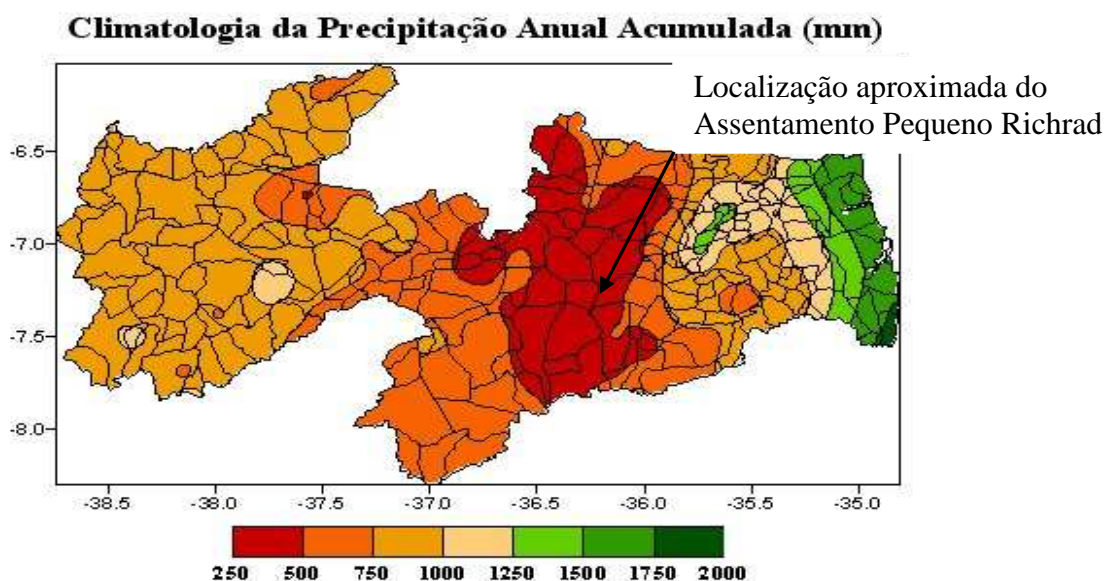 Climatologia da Precipitação Anual Acumulada (mm)
Localização aproximada do
Assentamento Pequeno Richrad
-6.5
-7.0
-7.5
-8.0
-38.5 -38.0 -37.5 -37.0 -36.5 -36.0 -35.5 -35.0
250 500 750 1000 1250 1500 1750 2000